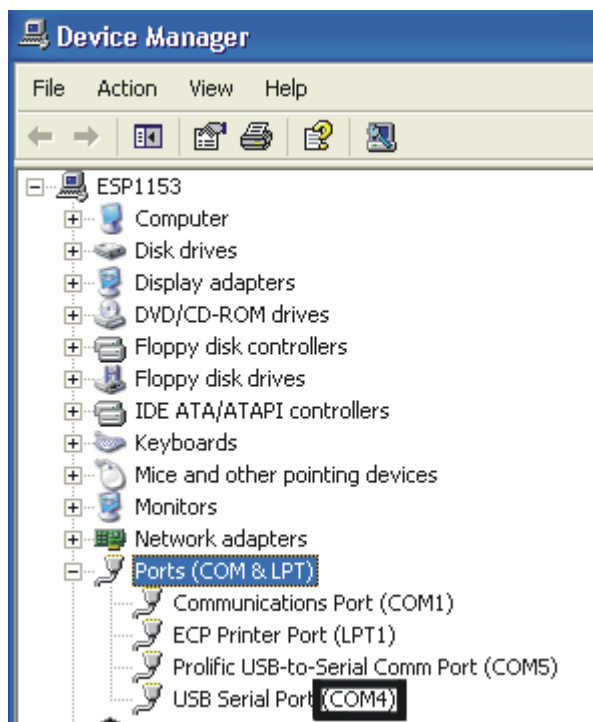 Device Manager
File Action View Help
ESP1153
Computer
Disk drives
Display adapters
DVD/CD-ROM drives
Floppy disk controllers
Floppy disk drives
IDE ATA/ATAPI controllers
Keyboards
Mice and other pointing devices
Monitors
Network adapters
Ports (COM & LPT)
Communications Port (COM1)
ECP Printer Port (LPT1)
Prolific USB-to-Serial Comm Port (COM5)
USB Serial Port (COM4)